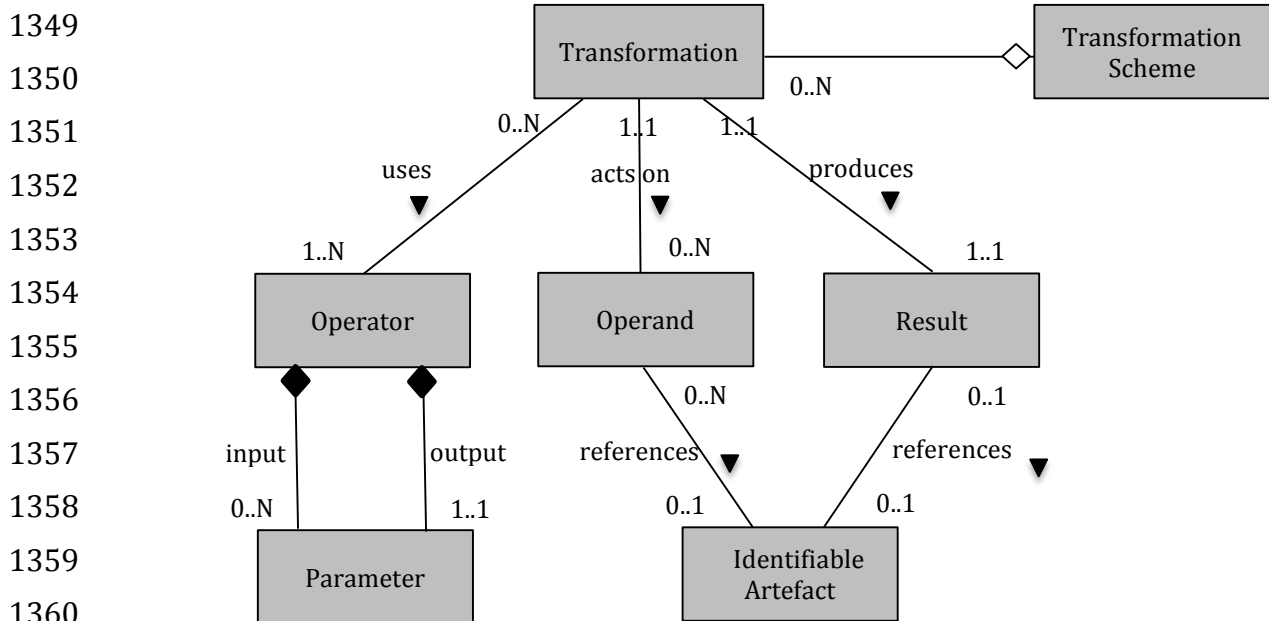 1349
Transformation
Transformation
Scheme
1350
0..N
1351
0..N
1..1
1..1
1352
uses
acts on
produces
1353
1..N
0..N
1..1
1354
Operator
Operand
Result
1355
1356
0..N
0..1
1357
input
output
references
references
1358
0..N
1..1
0..1
0..1
1359
Parameter
Identifiable
Artefact
1360